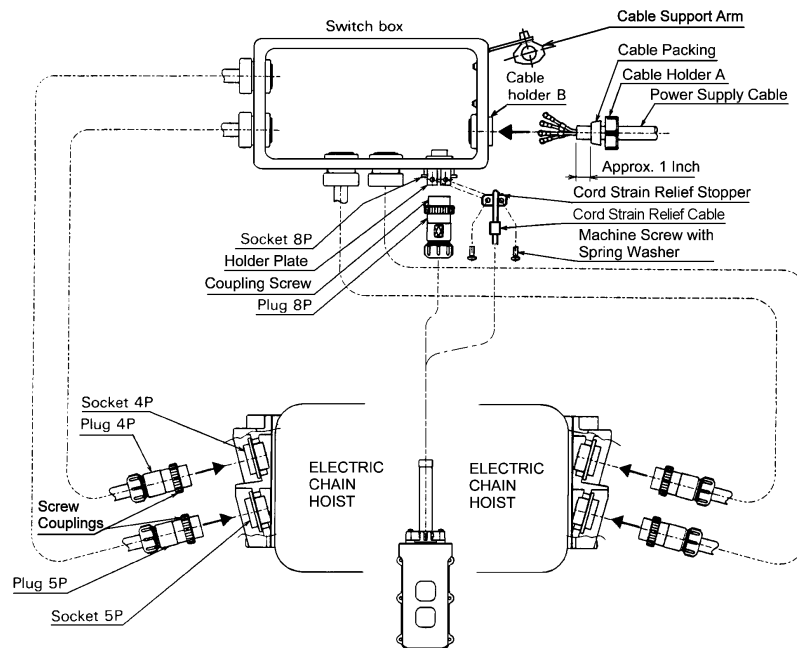 Switch box
Cable Support Arm
Cable Packing
Cable Holder A
Power Supply Cable
Cable
holder B
Approx. 1 Inch
Cord Strain Relief Stopper
Cord Strain Relief Cable
Machine Screw with
Spring Washer
Socket 8P
Holder Plate
Coupling Screw
Plug 8P
Socket 4P
Plug 4P
Screw
Couplings
Plug 5P
Socket 5P
ELECTRIC
CHAIN
HOIST
ELECTRIC
CHAIN
HOIST